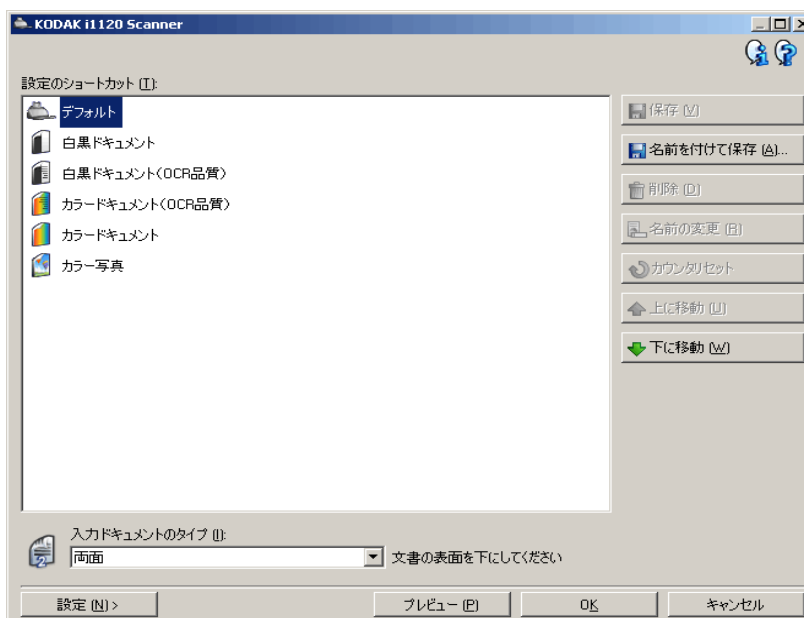 KODAK i1120 Scanner
設定のショートカット (T):
デフォルト
白黒ドキュメント
白黒ドキュメント(OCR品質)
カラードキュメント(OCR品質)
カラードキュメント
カラー写真
保存 (V)
名前を付けて保存 (A)...
削除 (D)
名前の変更 (R)
カウンタリセット
上に移動 (U)
下に移動 (W)
入力ドキュメントのタイプ (I):
両面
文書の表面を下にしてください
設定 (N) >
プレビュー (P)
OK
キャンセル